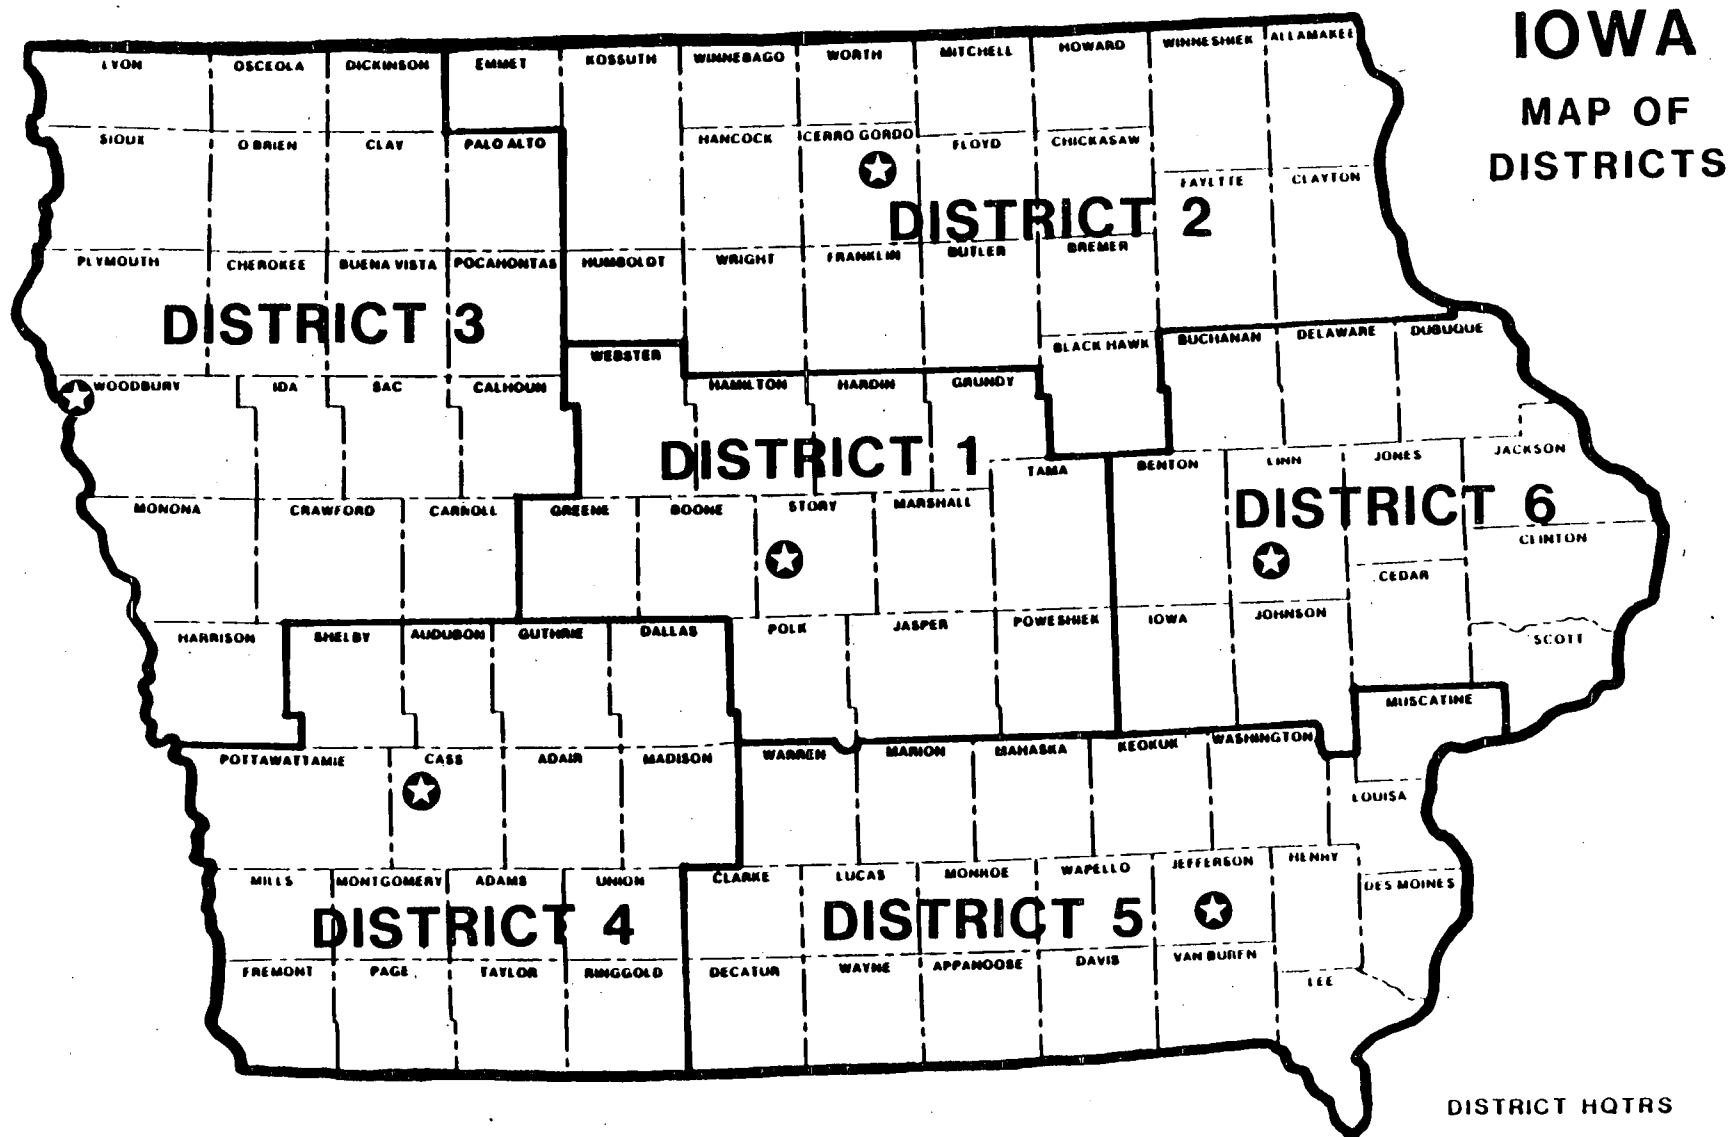 IOWA
MAP OF
DISTRICTS
LYON OSCEOLA DICKINSON EMMET KOSSUTH WINNEBAGO WORTH MITCHELL HOWARD WINNESHIEK ALLAMAKEE
SIOUX O BRIEN CLAY PALO ALTO HANCOCK CERRO GORDO FLOYD CHICKASAW
FAYETTE CLAYTON
DISTRICT 2
PLYMOUTH CHEROKEE BUENA VISTA POCAHONTAS HUMBOLDT WRIGHT FRANKLIN BUTLER BREMER
DISTRICT 3
WEBSTER BLACK HAWK BUCHANAN DELAWARE DUBUQUE
WOODBURY IDA SAC CALHOUN HAMILTON HARDIN GRUNDY
DISTRICT 1
TAMA BENTON LINN JONES JACKSON
MONONA CRAWFORD CARROLL GREENE BOONE STORY MARSHALL
DISTRICT 6
CLINTON
CEDAR
HARRISON SHELBY AUDUBON GUTHRIE DALLAS POLK JASPER POWESHIEK IOWA JOHNSON
SCOTT
MUSCATINE
POTTAWATTAMIE CASS ADAIR MADISON WARREN MARION MAHASKA KEOKUK WASHINGTON
LOUISA
MILLS MONTGOMERY ADAMS UNION CLARKE LUCAS MONROE WAPELLO JEFFERSON HENRY
DES MOINES
DISTRICT 4 DISTRICT 5
FREMONT PAGE TAYLOR RINGGOLD DECATUR WAYNE APPANOOSE DAVIS VAN BUREN
LEE
DISTRICT HQTRS